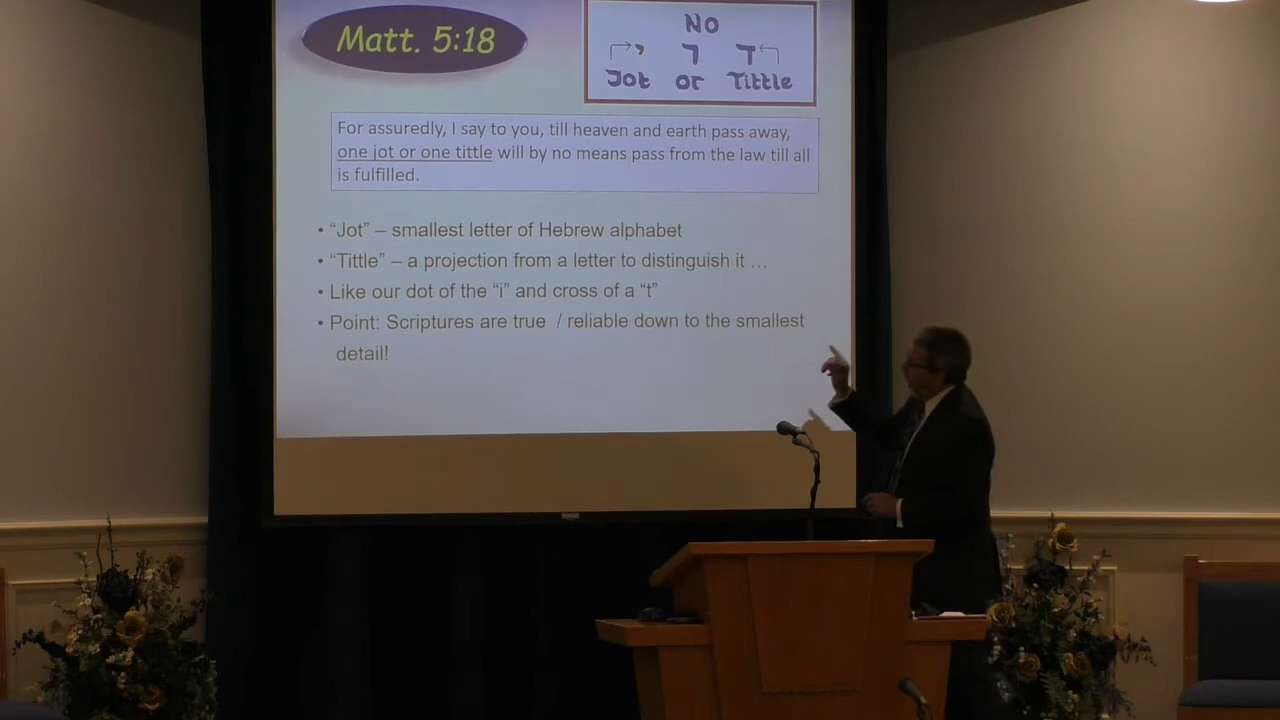 Matt. 5:18
No
י ר ד
Jot or Tittle
For assuredly, I say to you, till heaven and earth pass away,
one jot or one tittle will by no means pass from the law till all
is fulfilled.
• “Jot” – smallest letter of Hebrew alphabet
• “Tittle” – a projection from a letter to distinguish it ...
• Like our dot of the “i” and cross of a “t”
• Point: Scriptures are true / reliable down to the smallest
detail!